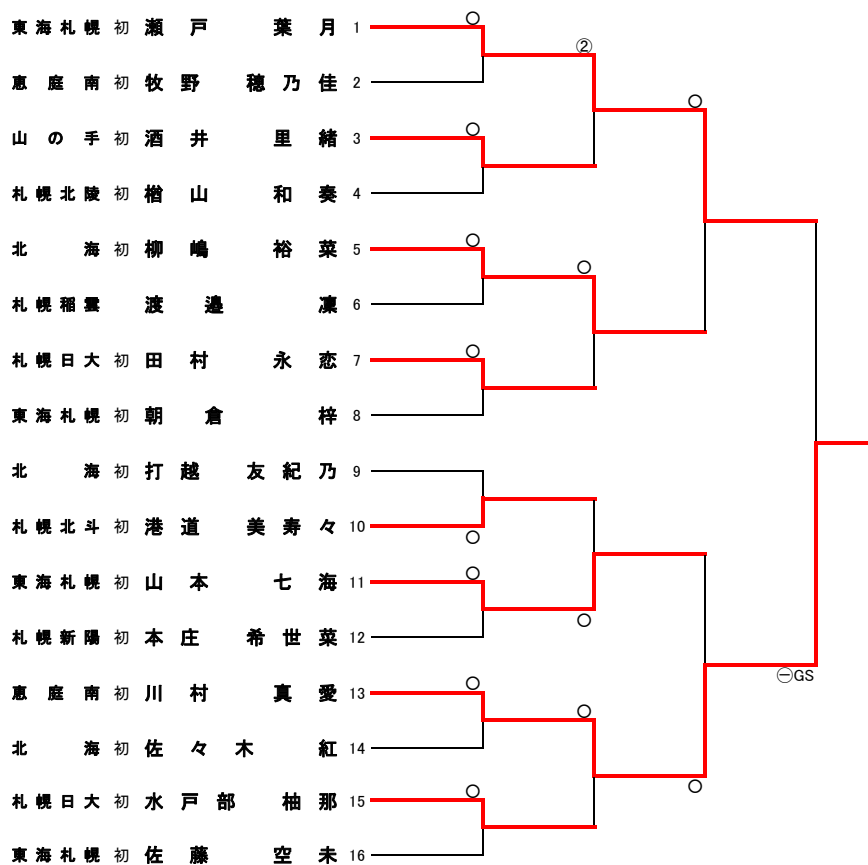 東海札幌 初 瀬戸 葉月 1 ○
②
恵庭南 初 牧野 穂乃佳 2
○
山の手 初 酒井 里緒 3 ○
札幌北陵 初 楢山 和奏 4
北海 初 柳嶋 裕菜 5 ○
○
札幌稲雲 渡邉 凜 6
札幌日大 初 田村 永恋 7 ○
東海札幌 初 朝倉 梓 8
北海 初 打越 友紀乃 9
札幌北斗 初 港道 美寿々 10
○
東海札幌 初 山本 七海 11 ○
○
札幌新陽 初 本庄 希世菜 12
㊀GS
恵庭南 初 川村 真愛 13 ○
○
北海 初 佐々木 紅 14
○
札幌日大 初 水戸部 柚那 15 ○
東海札幌 初 佐藤 空未 16